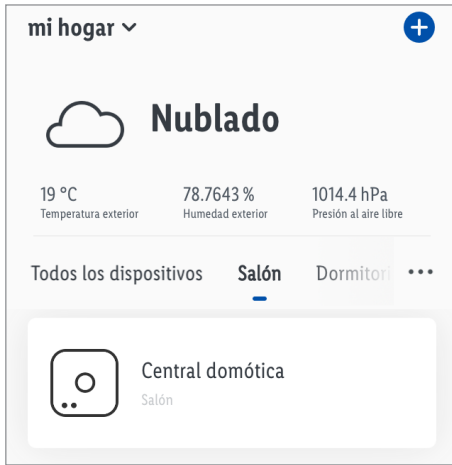 mi hogar
Nublado
19 °C 78.7643 % 1014.4 hPa
Temperatura exterior Humedad exterior Presión al aire libre
Todos los dispositivos Salón Dormitori
Central domótica
Salón